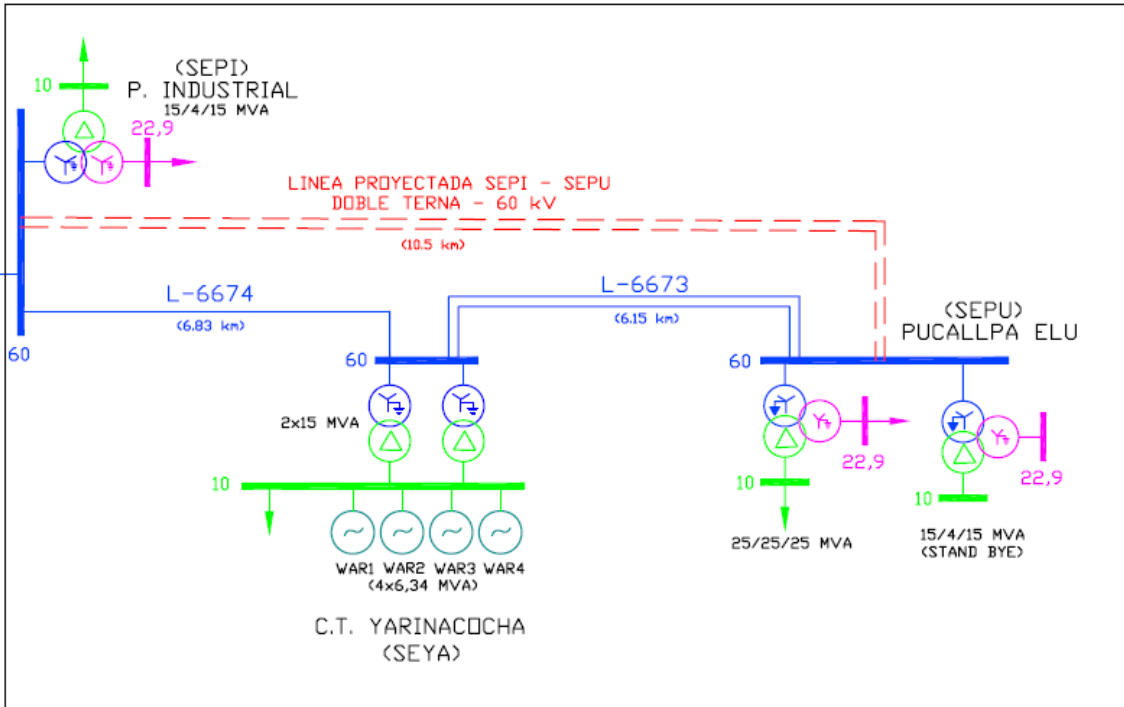 (SEPI)
P. INDUSTRIAL
15/4/15 MVA
10
22,9
LINEA PROYECTADA SEPI - SEPU
DOBLE TERNA - 60 kV
(10.5 km)
L-6674
(6.83 km)
60
L-6673
(6.15 km)
(SEPU)
PUCALLPA ELU
60
60
2x15 MVA
10
WAR1 WAR2 WAR3 WAR4
(4x6,34 MVA)
C.T. YARINACOCHA
(SEYA)
22,9
10
25/25/25 MVA
22,9
10
15/4/15 MVA
(STAND BYE)